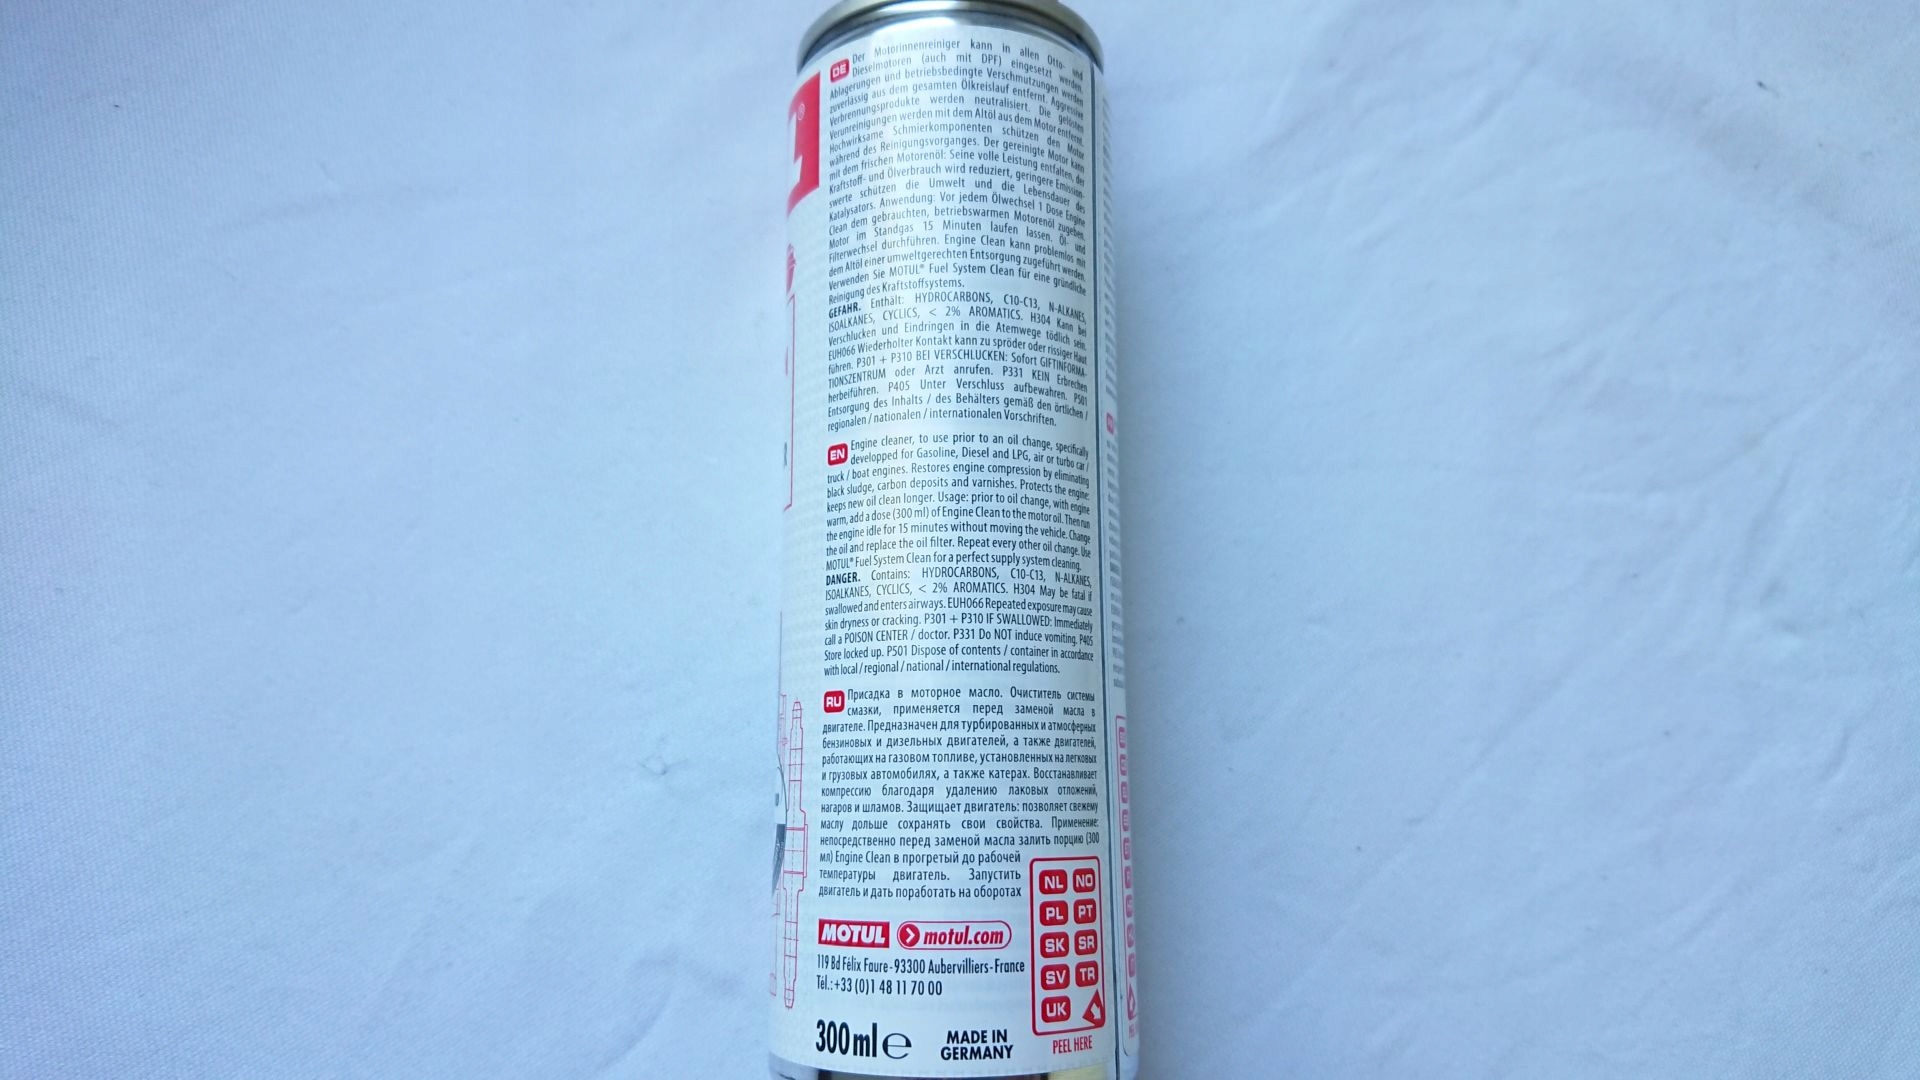 DE Der Motorinnenreiniger kann in allen Otto- und
Dieselmotoren (auch mit DPF) eingesetzt werden.
Ablagerungen und betriebsbedingte Verschmutzungen werden
zuverlässig aus dem gesamten Ölkreislauf entfernt. Aggressive
Verbrennungsprodukte werden neutralisiert. Die gelösten
Verunreinigungen werden mit dem Altöl aus dem Motor entfernt.
Hochwirksame Schmierkomponenten schützen den Motor
während des Reinigungsvorganges. Der gereinigte Motor kann
mit dem frischen Motorenöl: Seine volle Leistung entfalten, der
Kraftstoff- und Ölverbrauch wird reduziert, geringere Emission-
swerte schützen die Umwelt und die Lebensdauer des
Katalysators. Anwendung: Vor jedem Ölwechsel 1 Dose Engine
Clean dem gebrauchten, betriebswarmen Motorenöl zugeben.
Motor im Standgas 15 Minuten laufen lassen. Öl- und
Filterwechsel durchführen. Engine Clean kann problemlos mit
dem Altöl einer umweltgerechten Entsorgung zugeführt werden.
Verwenden Sie MOTUL® Fuel System Clean für eine gründliche
Reinigung des Kraftstoffsystems.
GEFAHR. Enthält: HYDROCARBONS, C10-C13, N-ALKANES,
ISOALKANES, CYCLICS, < 2% AROMATICS. H304 Kann bei
Verschlucken und Eindringen in die Atemwege tödlich sein.
EUH066 Wiederholter Kontakt kann zu spröder oder rissiger Haut
führen. P301 + P310 BEI VERSCHLUCKEN: Sofort GIFTINFORMA-
TIONSZENTRUM oder Arzt anrufen. P331 KEIN Erbrechen
herbeiführen. P405 Unter Verschluss aufbewahren. P501
Entsorgung des Inhalts / des Behälters gemäß den örtlichen /
regionalen / nationalen / internationalen Vorschriften.
EN Engine cleaner, to use prior to an oil change, specifically
developped for Gasoline, Diesel and LPG, air or turbo car /
truck / boat engines. Restores engine compression by eliminating
black sludge, carbon deposits and varnishes. Protects the engine:
keeps new oil clean longer. Usage: prior to oil change, with engine
warm, add a dose (300 ml) of Engine Clean to the motor oil. Then run
the engine idle for 15 minutes without moving the vehicle. Change
the oil and replace the oil filter. Repeat every other oil change. Use
MOTUL® Fuel System Clean for a perfect supply system cleaning.
DANGER. Contains: HYDROCARBONS, C10-C13, N-ALKANES,
ISOALKANES, CYCLICS, < 2% AROMATICS. H304 May be fatal if
swallowed and enters airways. EUH066 Repeated exposure may cause
skin dryness or cracking. P301 + P310 IF SWALLOWED: Immediately
call a POISON CENTER / doctor. P331 Do NOT induce vomiting. P405
Store locked up. P501 Dispose of contents / container in accordance
with local / regional / national / international regulations.
RU Присадка в моторное масло. Очиститель системы
смазки, применяется перед заменой масла в
двигателе. Предназначен для турбированных и атмосферных
бензиновых и дизельных двигателей, а также двигателей,
работающих на газовом топливе, установленных на легковых
и грузовых автомобилях, а также катерах. Восстанавливает
компрессию благодаря удалению лаковых отложений,
нагаров и шламов. Защищает двигатель: позволяет свежему
маслу дольше сохранять свои свойства. Применение:
непосредственно перед заменой масла залить порцию (300
мл) Engine Clean в прогретый до рабочей
температуры двигатель. Запустить
двигатель и дать поработать на оборотах
NL NO
PL PT
SK SR
SV TR
UK
PEEL HERE
MOTUL motul.com
119 Bd Félix Faure - 93300 Aubervilliers - France
Tél.: +33 (0)1 48 11 70 00
300 ml e
MADE IN
GERMANY